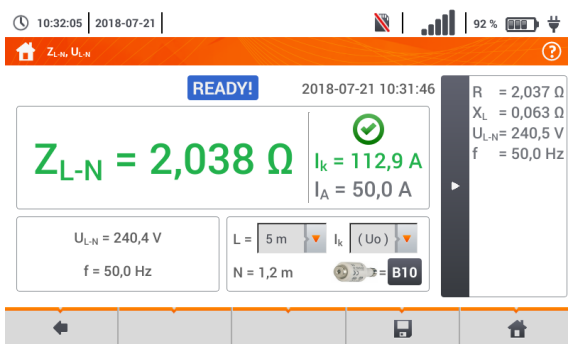 10:32:05 2018-07-21 92 %
ZL-N, UL-N ?
READY! 2018-07-21 10:31:46
ZL-N = 2,038 Ω
Ik = 112,9 A
IA = 50,0 A
UL-N = 240,4 V
f = 50,0 Hz
L = 5 m Ik (Uo)
N = 1,2 m = B10
R = 2,037 Ω
XL = 0,063 Ω
UL-N= 240,5 V
f = 50,0 Hz